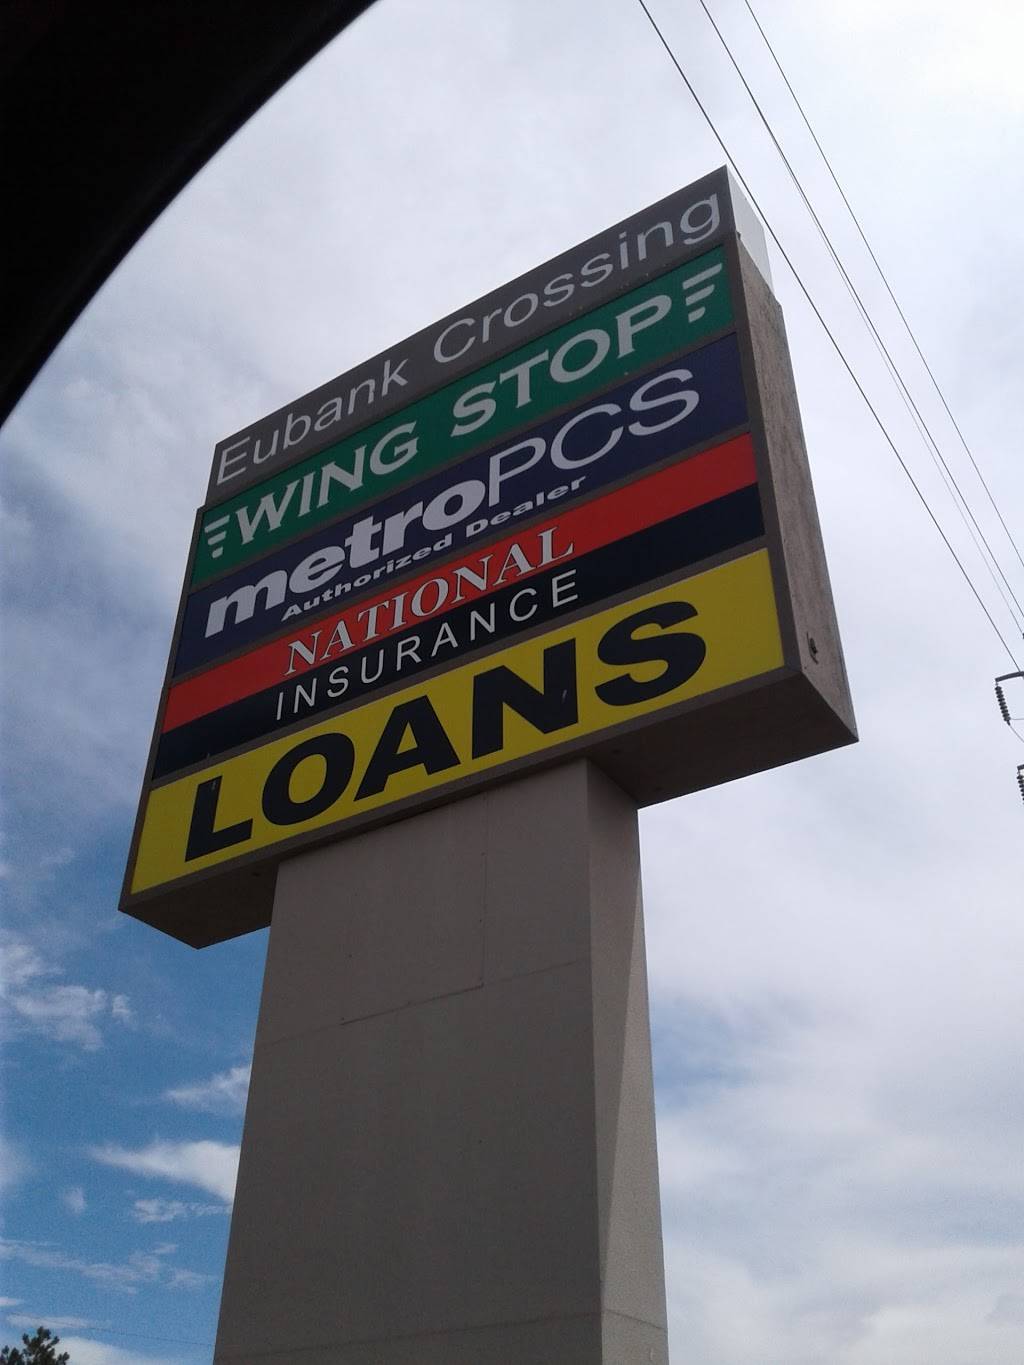 Eubank Crossing
WING STOP
metroPCS
Authorized Dealer
NATIONAL
INSURANCE
LOANS